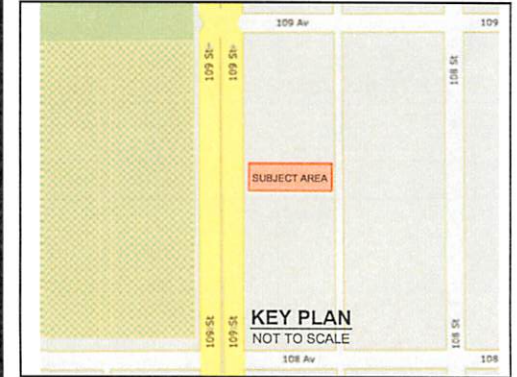 109 Av
109
109 St
109 St
108 St
SUBJECT AREA
109 St
109 St
KEY PLAN
NOT TO SCALE
108 St
108 Av
108